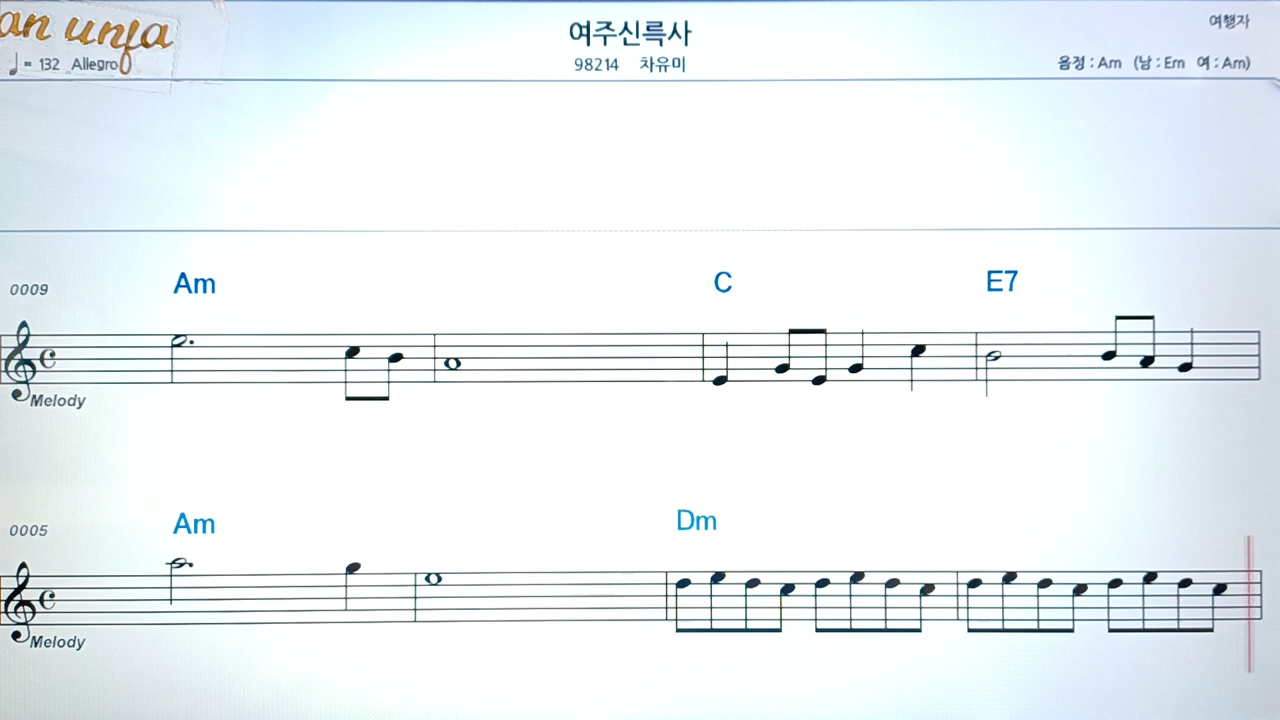 an unfa
여주신륵사
여행자
♩= 132 Allegro
98214 차유미
음정 : Am (남 : Em 여 : Am)
Am C E7
0009
Melody
Am Dm
0005
Melody